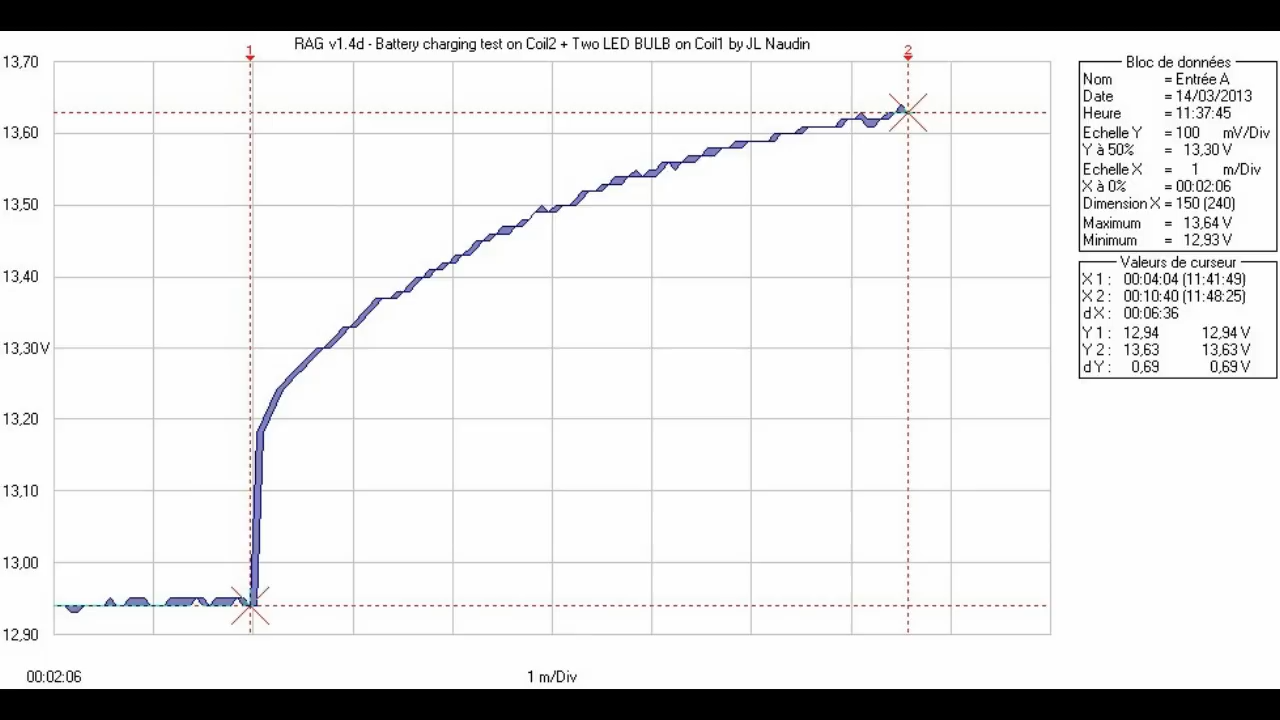 RAG v1.4d - Battery charging test on Coil2 + Two LED BULB on Coil1 by JL Naudin
1
2
13,70
13,60
13,50
13,40
13,30V
13,20
13,10
13,00
12,90
00:02:06
1 m/Div
Bloc de données
Nom = Entrée A
Date = 14/03/2013
Heure = 11:37:45
Echelle Y = 100 mV/Div
Y à 50% = 13,30 V
Echelle X = 1 m/Div
X à 0% = 00:02:06
Dimension X = 150 (240)
Maximum = 13,64 V
Minimum = 12,93 V
Valeurs de curseur
X 1 : 00:04:04 (11:41:49)
X 2 : 00:10:40 (11:48:25)
dX : 00:06:36
Y 1 : 12,94 12,94 V
Y 2 : 13,63 13,63 V
dY : 0,69 0,69 V